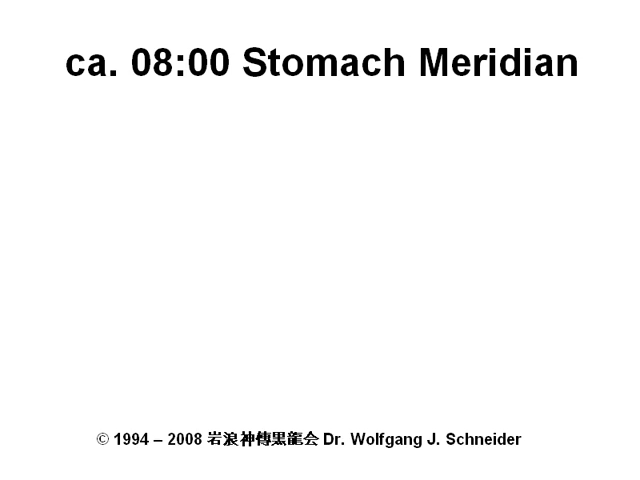 ca. 08:00 Stomach Meridian
© 1994 – 2008 岩浪神傳黒龍会 Dr. Wolfgang J. Schneider